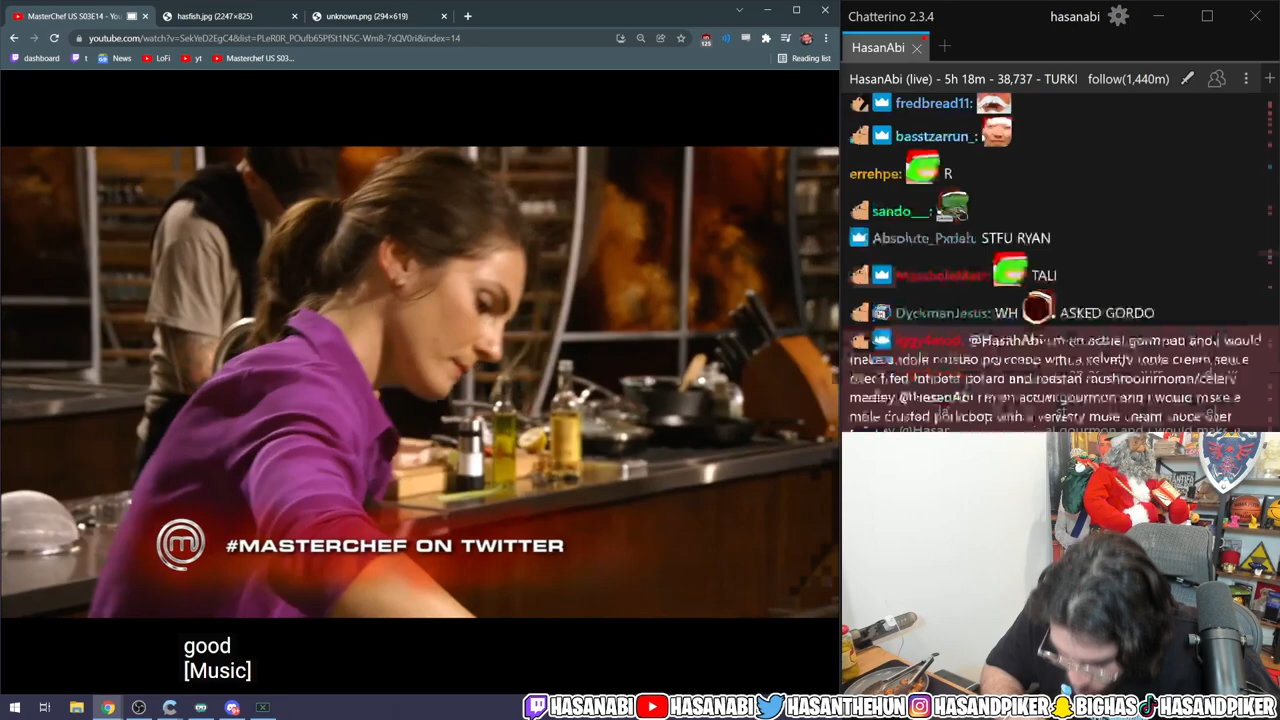 MasterChef US S03E14 - You
hasfish.jpg (2247×825)
unknown.png (294×619)
youtube.com/watch?v=SekYeD2EgC4&list=PLeR0R_POufb65PfSt1N5C-Wm8-7sQV0ri&index=14
125
dashboard
t
News
LoFi
yt
Masterchef US S03...
Reading list
#MASTERCHEF ON TWITTER
good
[Music]
Chatterino 2.3.4
hasanabi
HasanAbi
HasanAbi (live) - 5h 18m - 38,737 - TURKI
follow(1,440m)
fredbread11:
basstzarrun_:
errehpe: R
sando___:
STFU RYAN
TALI
DyckmanJesus: WH ASKED GORDO
HASANABI HASANABI HASANTHEHUN HASANDPIKER BIGHAS HASANDPIKER